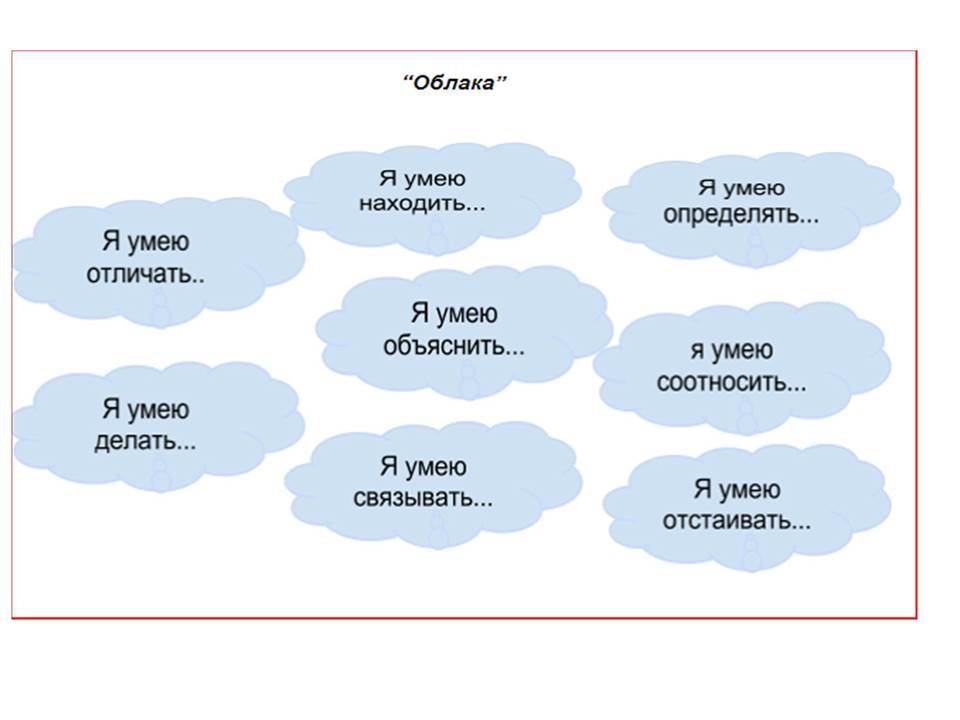 “Облака”
Я умею
находить...
Я умею
определять...
Я умею
отличать..
Я умею
объяснить...
я умею
соотносить...
Я умею
делать...
Я умею
связывать...
Я умею
отстаивать...